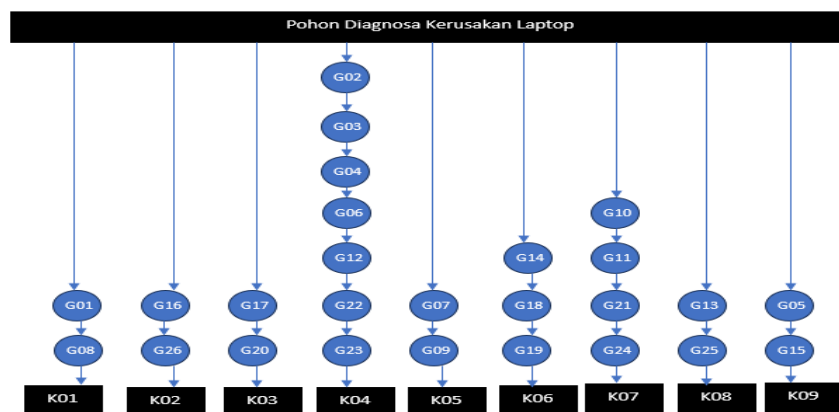 Pohon Diagnosa Kerusakan Laptop
G02
G03
G04
G06
G10
G12
G14
G11
G01
G16
G17
G22
G07
G18
G21
G13
G05
G08
G26
G20
G23
G09
G19
G24
G25
G15
K01
K02
K03
K04
K05
K06
K07
K08
K09